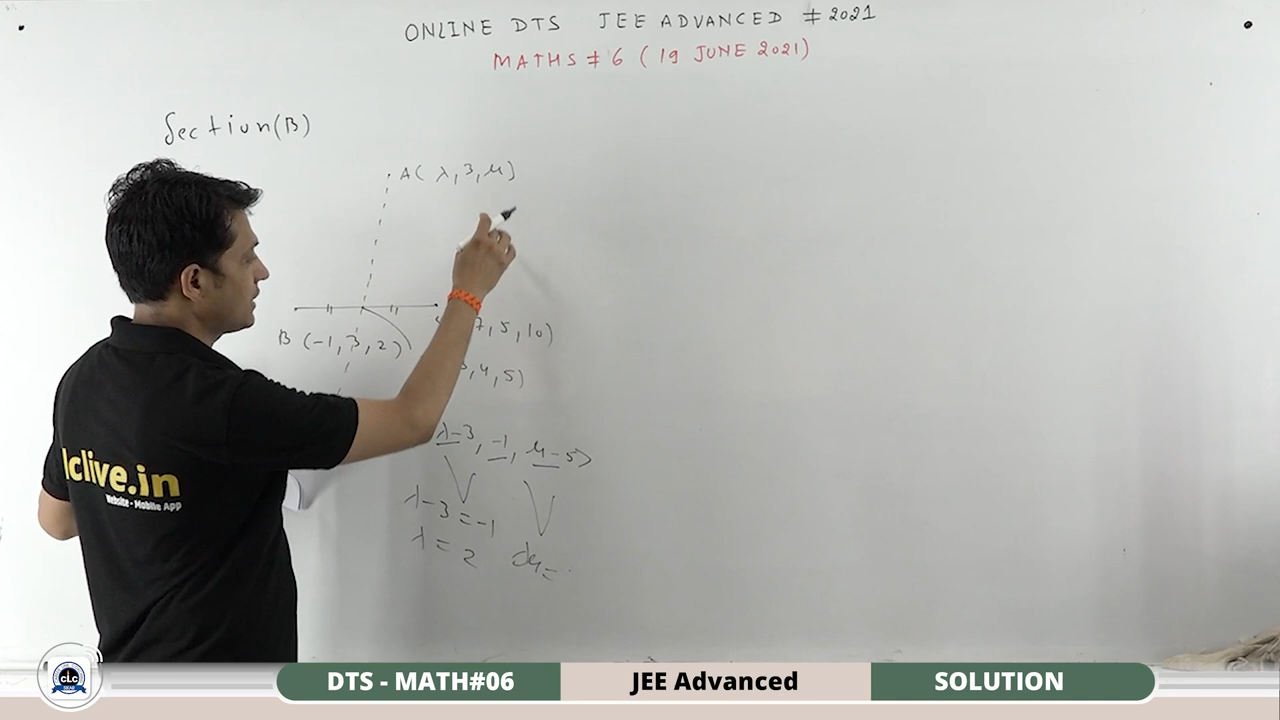 ONLINE DTS JEE ADVANCED # 2021
MATHS # 6 ( 19 JUNE 2021)
Section(B)
A( λ, 3, μ)
B (-1, 3, 2)
7, 5, 10)
, 4, 5)
λ-3, -1, μ-5>
λ-3 = -1
λ = 2
lclive.in
Website - Mobile App
CLC
DTS - MATH#06
JEE Advanced
SOLUTION